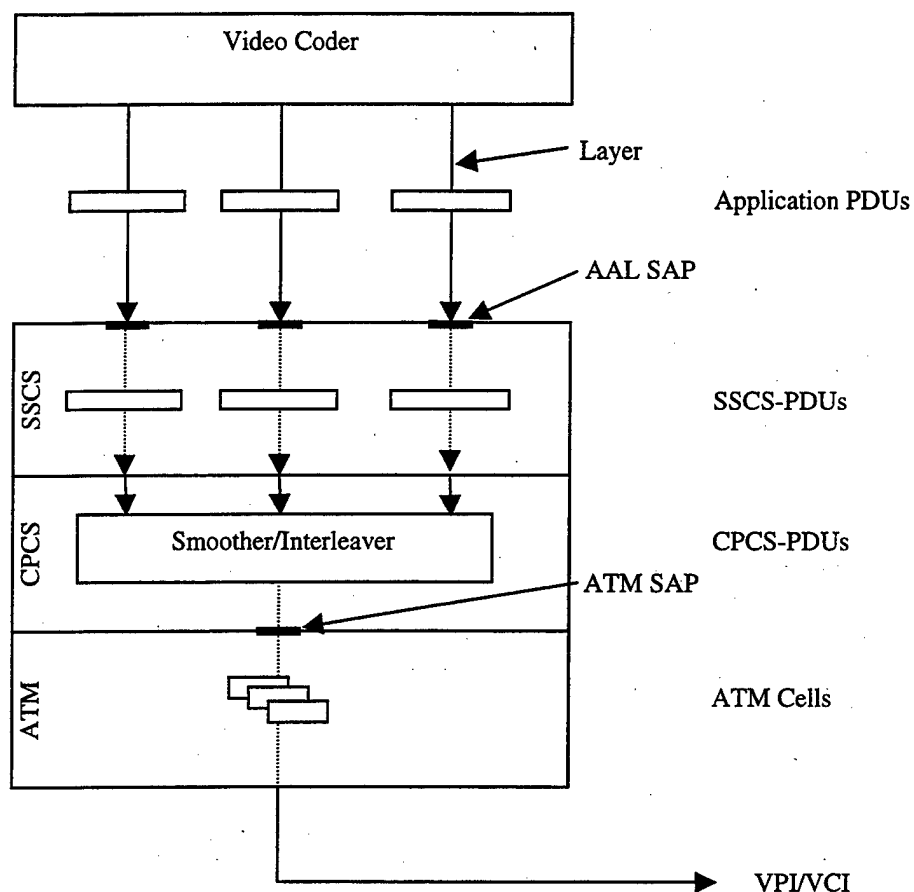 Video Coder
Layer
Application PDUs
AAL SAP
SSCS
SSCS-PDUs
CPCS
Smoother/Interleaver
CPCS-PDUs
ATM SAP
ATM
ATM Cells
VPI/VCI